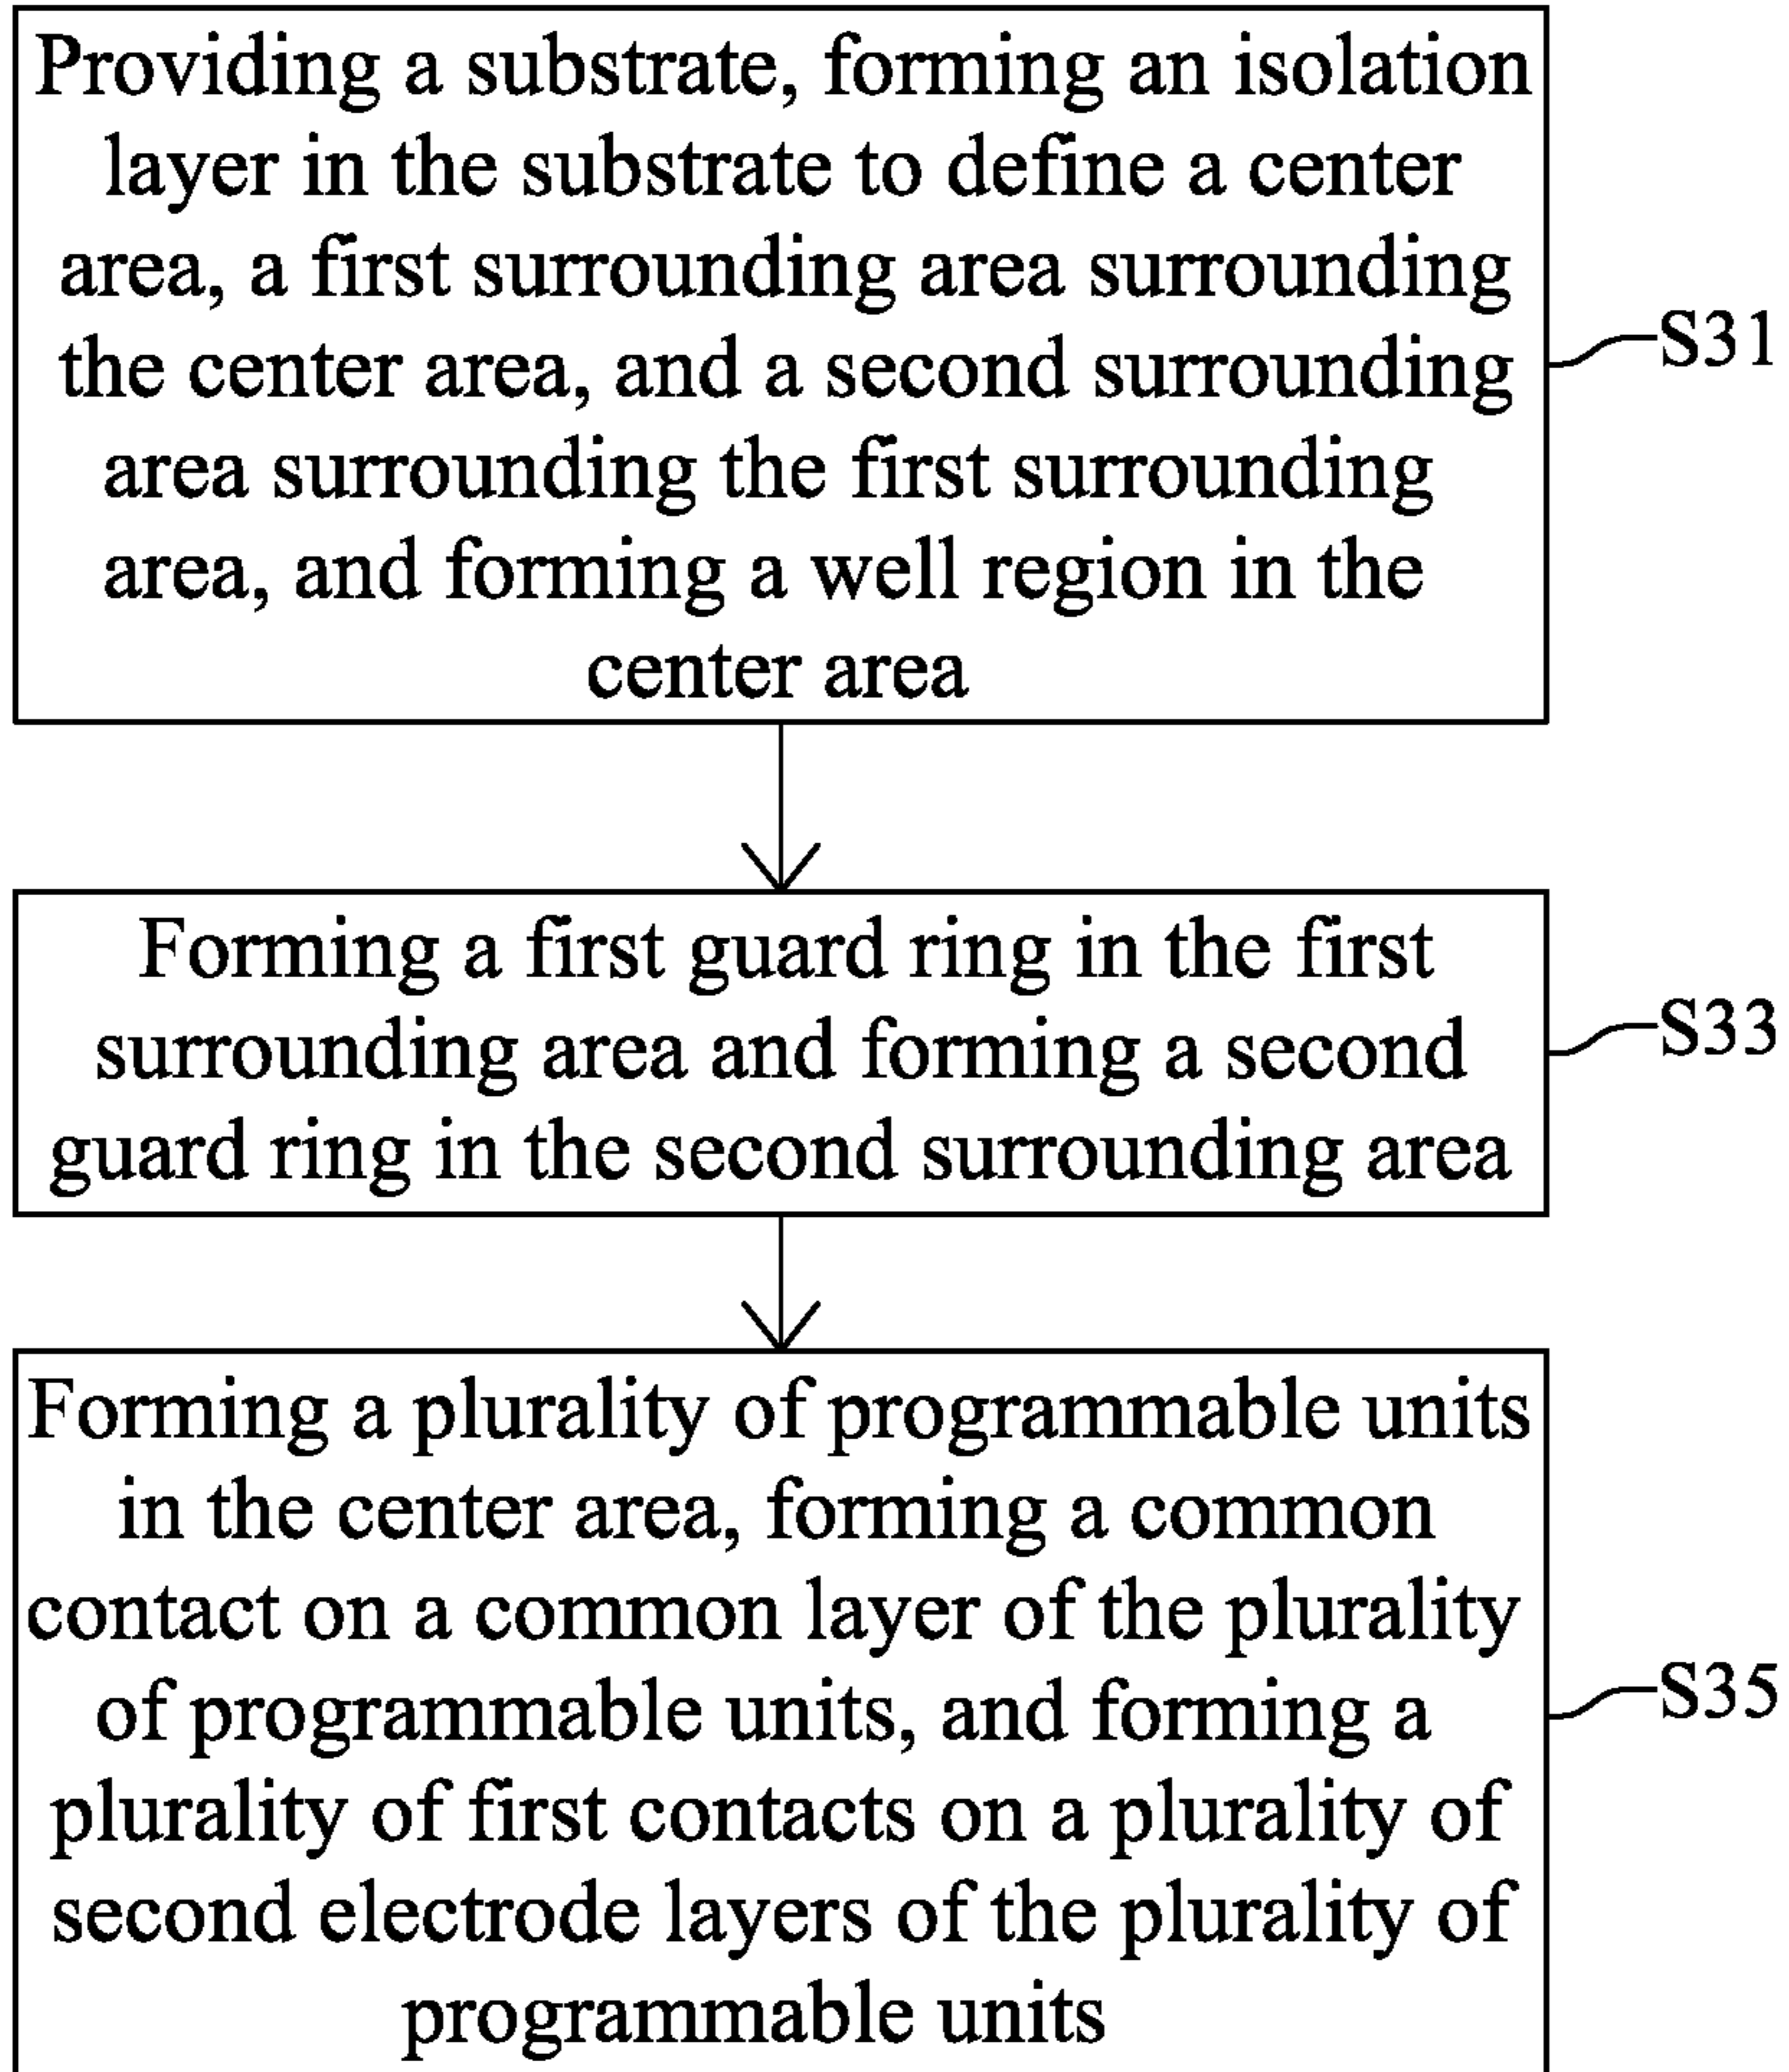 Providing a substrate, forming an isolation
layer in the substrate to define a center
area, a first surrounding area surrounding
the center area, and a second surrounding
area surrounding the first surrounding
area, and forming a well region in the
center area
S31
Forming a first guard ring in the first
surrounding area and forming a second
guard ring in the second surrounding area
S33
Forming a plurality of programmable units
in the center area, forming a common
contact on a common layer of the plurality
of programmable units, and forming a
plurality of first contacts on a plurality of
second electrode layers of the plurality of
programmable units
S35